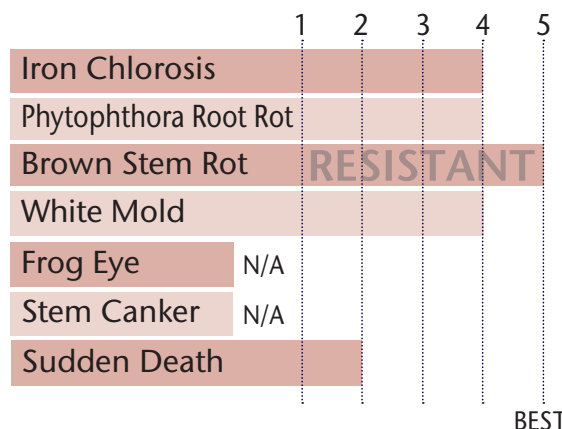 1 2 3 4 5
Iron Chlorosis
Phytophthora Root Rot
Brown Stem Rot RESISTANT
White Mold
Frog Eye N/A
Stem Canker N/A
Sudden Death
BEST